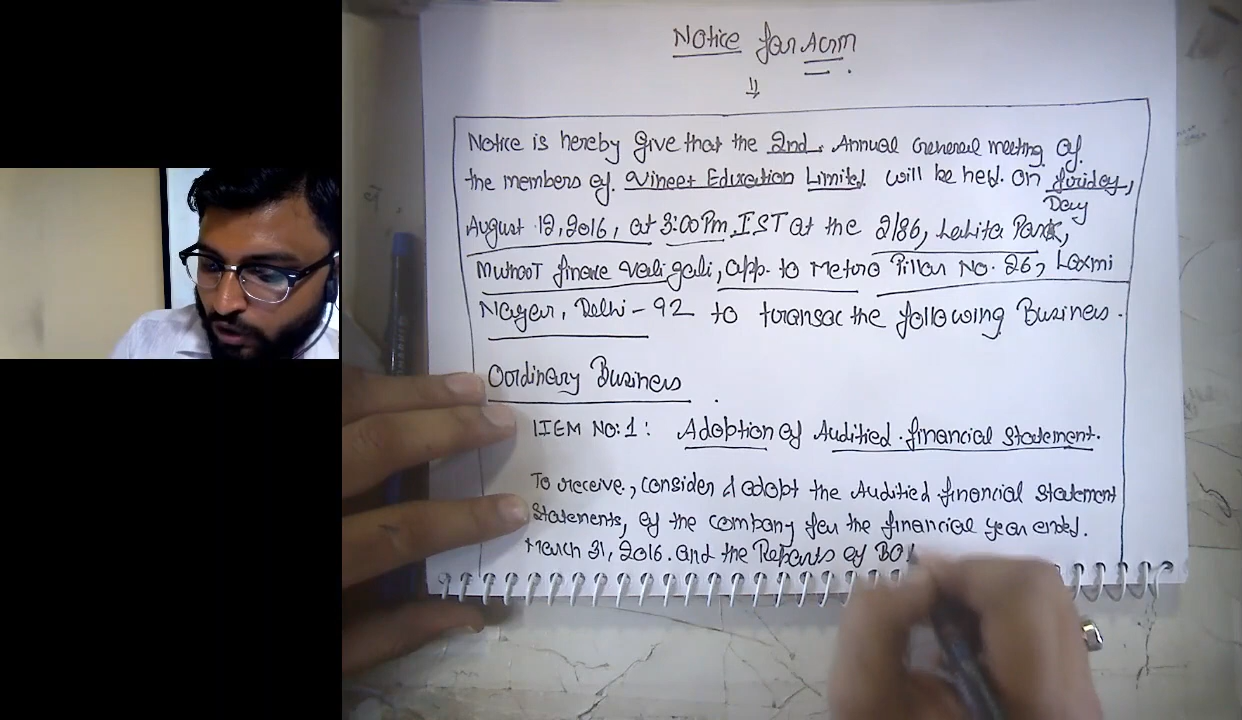 Notice for AGM
Notice is hereby give that the 2nd. Annual General meeting of
the members of Vineet Education Limited will be held on friday,
Day
August 12, 2016, at 3:00 Pm IST at the 2/86, Lalita Park,
Muthoot finance vali gali, opp. to Metro Pillar No. 26, Laxmi
Nagar, Delhi - 92 to transac the following Business.
Oordinary Business
ITEM NO:1: Adoption of Auditied financial Statement.
To receive, consider & adopt the Auditied financial Statement
Statements, of the company for the financial year ended.
March 31, 2016. and the Reports of BO